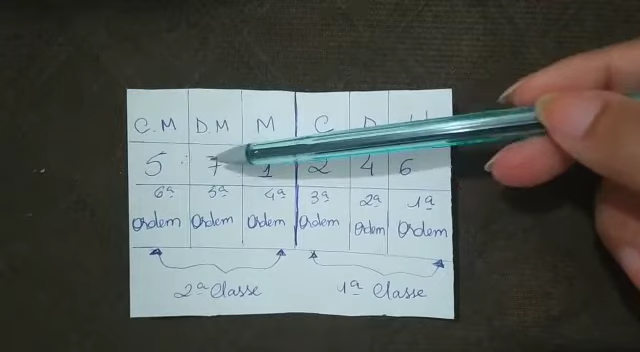 C.M D.M M C D U
5 7 1 2 4 6
6ª 5ª 4ª 3ª 2ª 1ª
Ordem Ordem Ordem Ordem Ordem Ordem
2ª Classe 1ª Classe